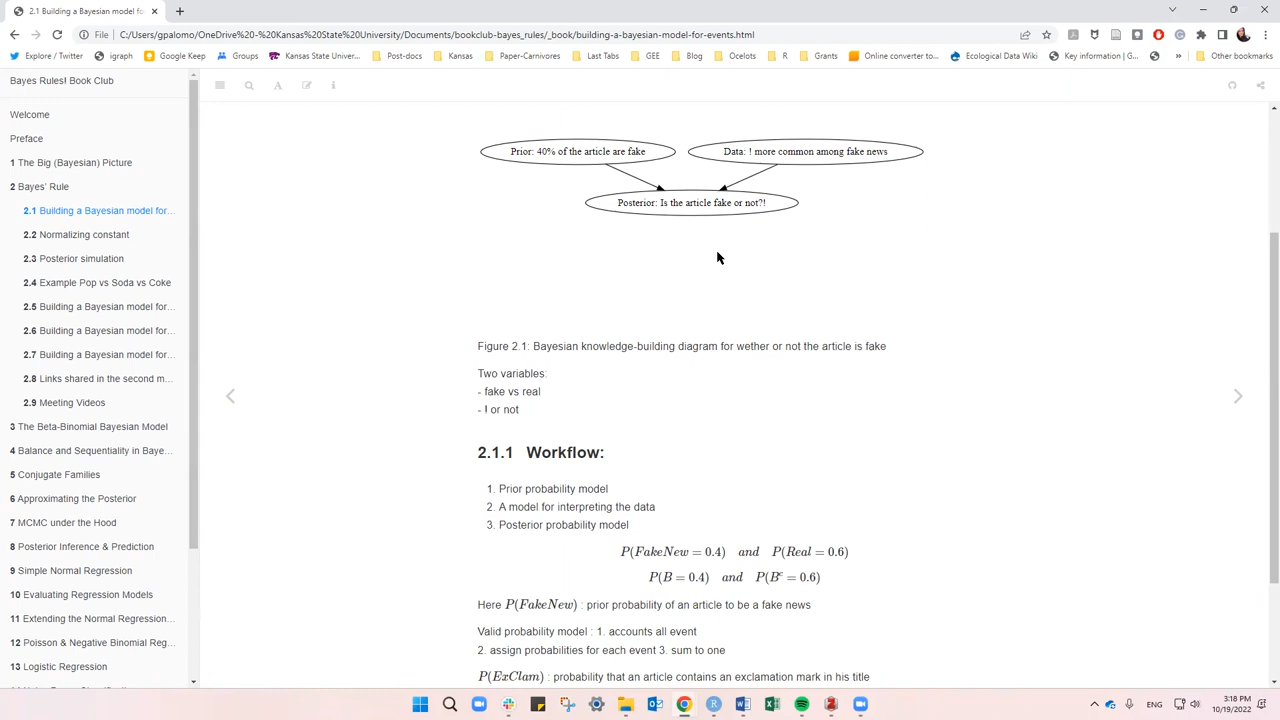 2.1 Building a Bayesian model for
File C:/Users/gpalomo/OneDrive%20-%20Kansas%20State%20University/Documents/bookclub-bayes_rules/_book/building-a-bayesian-model-for-events.html
Explore / Twitter igraph Google Keep Groups Kansas State Univer... Post-docs Kansas Paper-Carnivores Last Tabs GEE Blog Ocelots R Grants Online converter to... Ecological Data Wiki Key information | G... » Other bookmarks
Bayes Rules! Book Club
Welcome
Preface
1 The Big (Bayesian) Picture
2 Bayes' Rule
2.1 Building a Bayesian model for...
2.2 Normalizing constant
2.3 Posterior simulation
2.4 Example Pop vs Soda vs Coke
2.5 Building a Bayesian model for...
2.6 Building a Bayesian model for...
2.7 Building a Bayesian model for...
2.8 Links shared in the second m...
2.9 Meeting Videos
3 The Beta-Binomial Bayesian Model
4 Balance and Sequentiality in Baye...
5 Conjugate Families
6 Approximating the Posterior
7 MCMC under the Hood
8 Posterior Inference & Prediction
9 Simple Normal Regression
10 Evaluating Regression Models
11 Extending the Normal Regression...
12 Poisson & Negative Binomial Reg...
13 Logistic Regression
Prior: 40% of the article are fake
Data: ! more common among fake news
Posterior: Is the article fake or not?!
Figure 2.1: Bayesian knowledge-building diagram for wether or not the article is fake
Two variables:
- fake vs real
- ! or not
2.1.1 Workflow:
1. Prior probability model
2. A model for interpreting the data
3. Posterior probability model
P(FakeNew = 0.4) and P(Real = 0.6)
P(B = 0.4) and P(Bᶜ = 0.6)
Here P(FakeNew) : prior probability of an article to be a fake news
Valid probability model : 1. accounts all event
2. assign probabilities for each event 3. sum to one
P(ExClam) : probability that an article contains an exclamation mark in his title
ENG
3:18 PM
10/19/2022